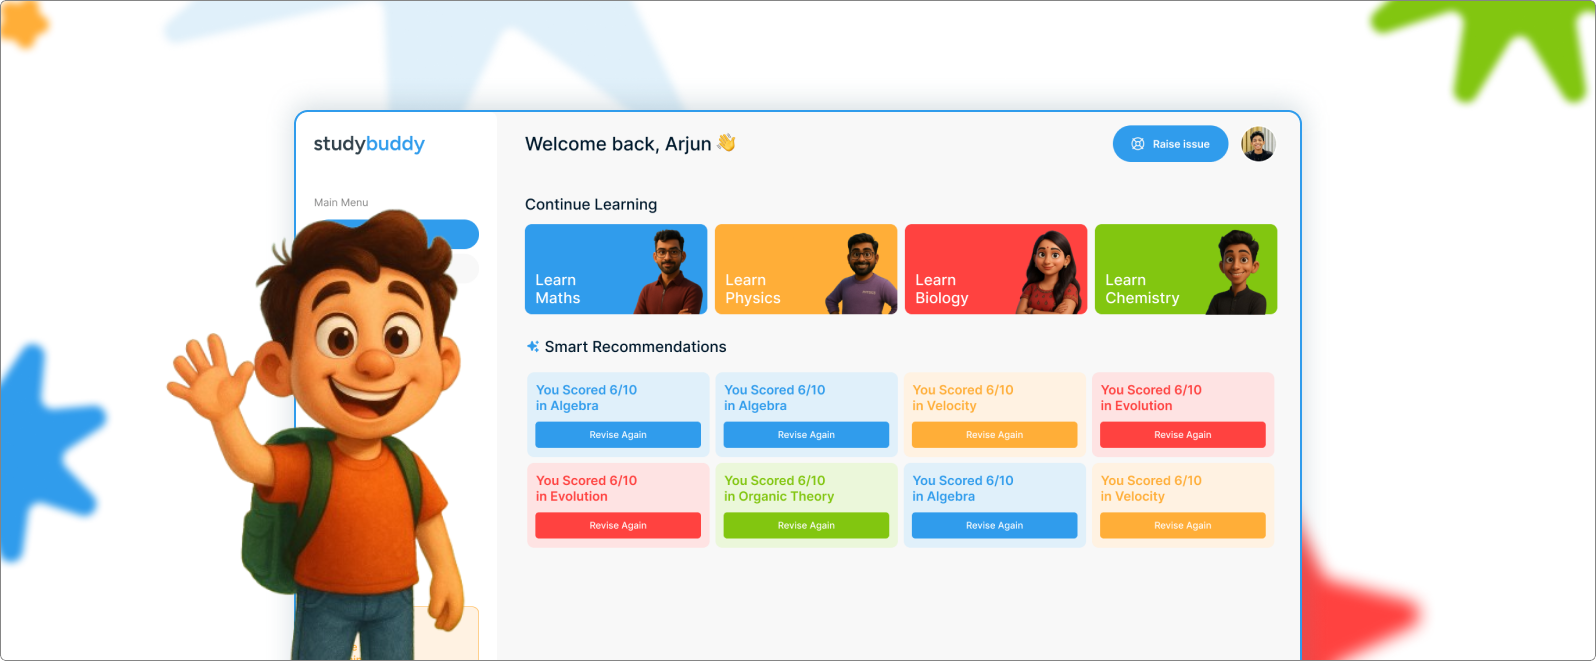 studybuddy
Welcome back, Arjun 👋
Raise issue
Main Menu
Continue Learning
Learn
Maths
Learn
Physics
Learn
Biology
Learn
Chemistry
Smart Recommendations
You Scored 6/10
in Algebra
Revise Again
You Scored 6/10
in Algebra
Revise Again
You Scored 6/10
in Velocity
Revise Again
You Scored 6/10
in Evolution
Revise Again
You Scored 6/10
in Evolution
Revise Again
You Scored 6/10
in Organic Theory
Revise Again
You Scored 6/10
in Algebra
Revise Again
You Scored 6/10
in Velocity
Revise Again